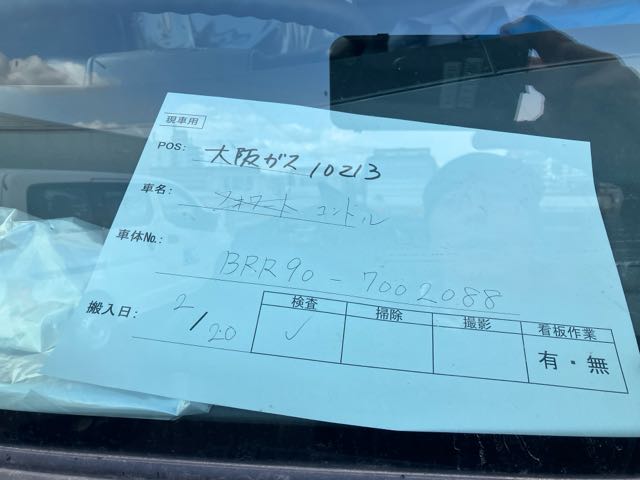 現車用
POS: 大阪ガス 10213
車名: フォワード コンドル
車体No.: BRR90-7002088
搬入日: 2/20
検査 掃除 撮影 看板作業
✓ 有・無